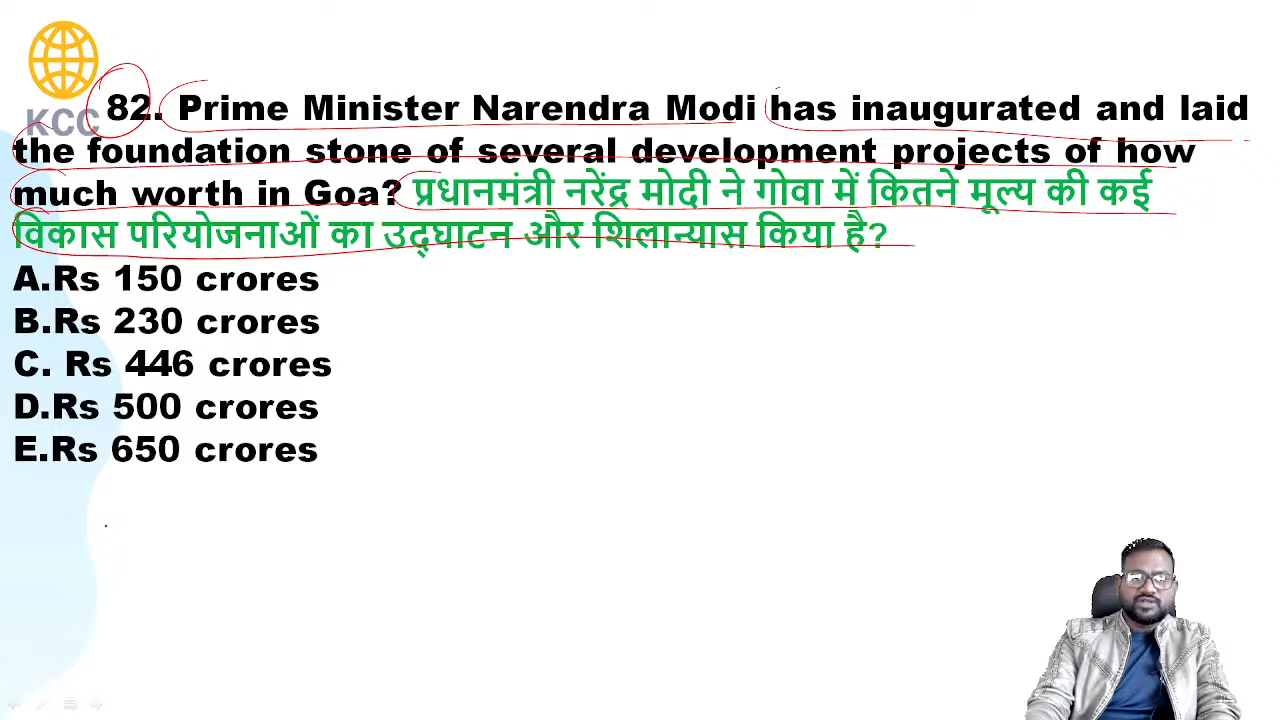 KCC
82. Prime Minister Narendra Modi has inaugurated and laid
the foundation stone of several development projects of how
much worth in Goa? प्रधानमंत्री नरेंद्र मोदी ने गोवा में कितने मूल्य की कई
विकास परियोजनाओं का उद्घाटन और शिलान्यास किया है?
A.Rs 150 crores
B.Rs 230 crores
C. Rs 446 crores
D.Rs 500 crores
E.Rs 650 crores